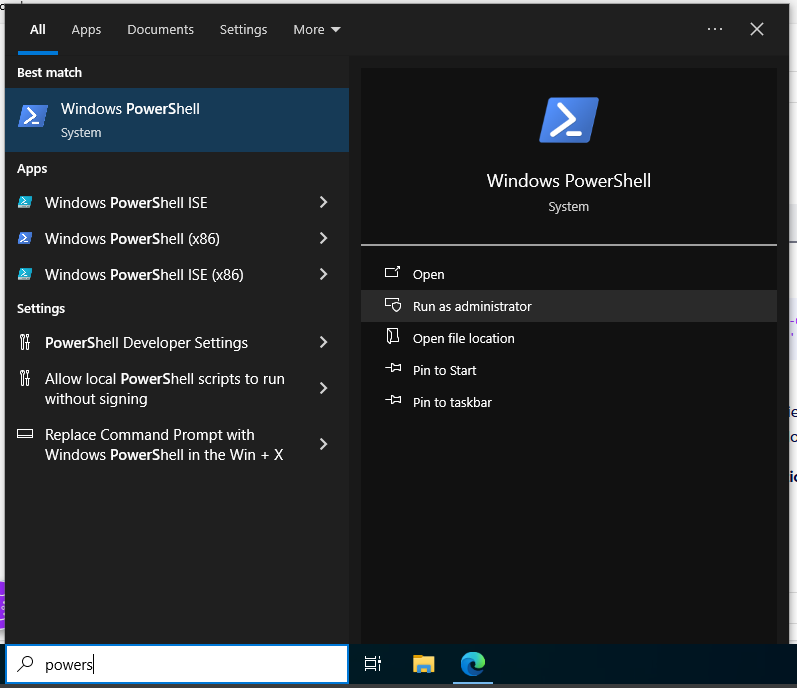 All Apps Documents Settings More
Best match
Windows PowerShell
System
Apps
Windows PowerShell ISE
Windows PowerShell (x86)
Windows PowerShell ISE (x86)
Settings
PowerShell Developer Settings
Allow local PowerShell scripts to run
without signing
Replace Command Prompt with
Windows PowerShell in the Win + X
Windows PowerShell
System
Open
Run as administrator
Open file location
Pin to Start
Pin to taskbar
powers